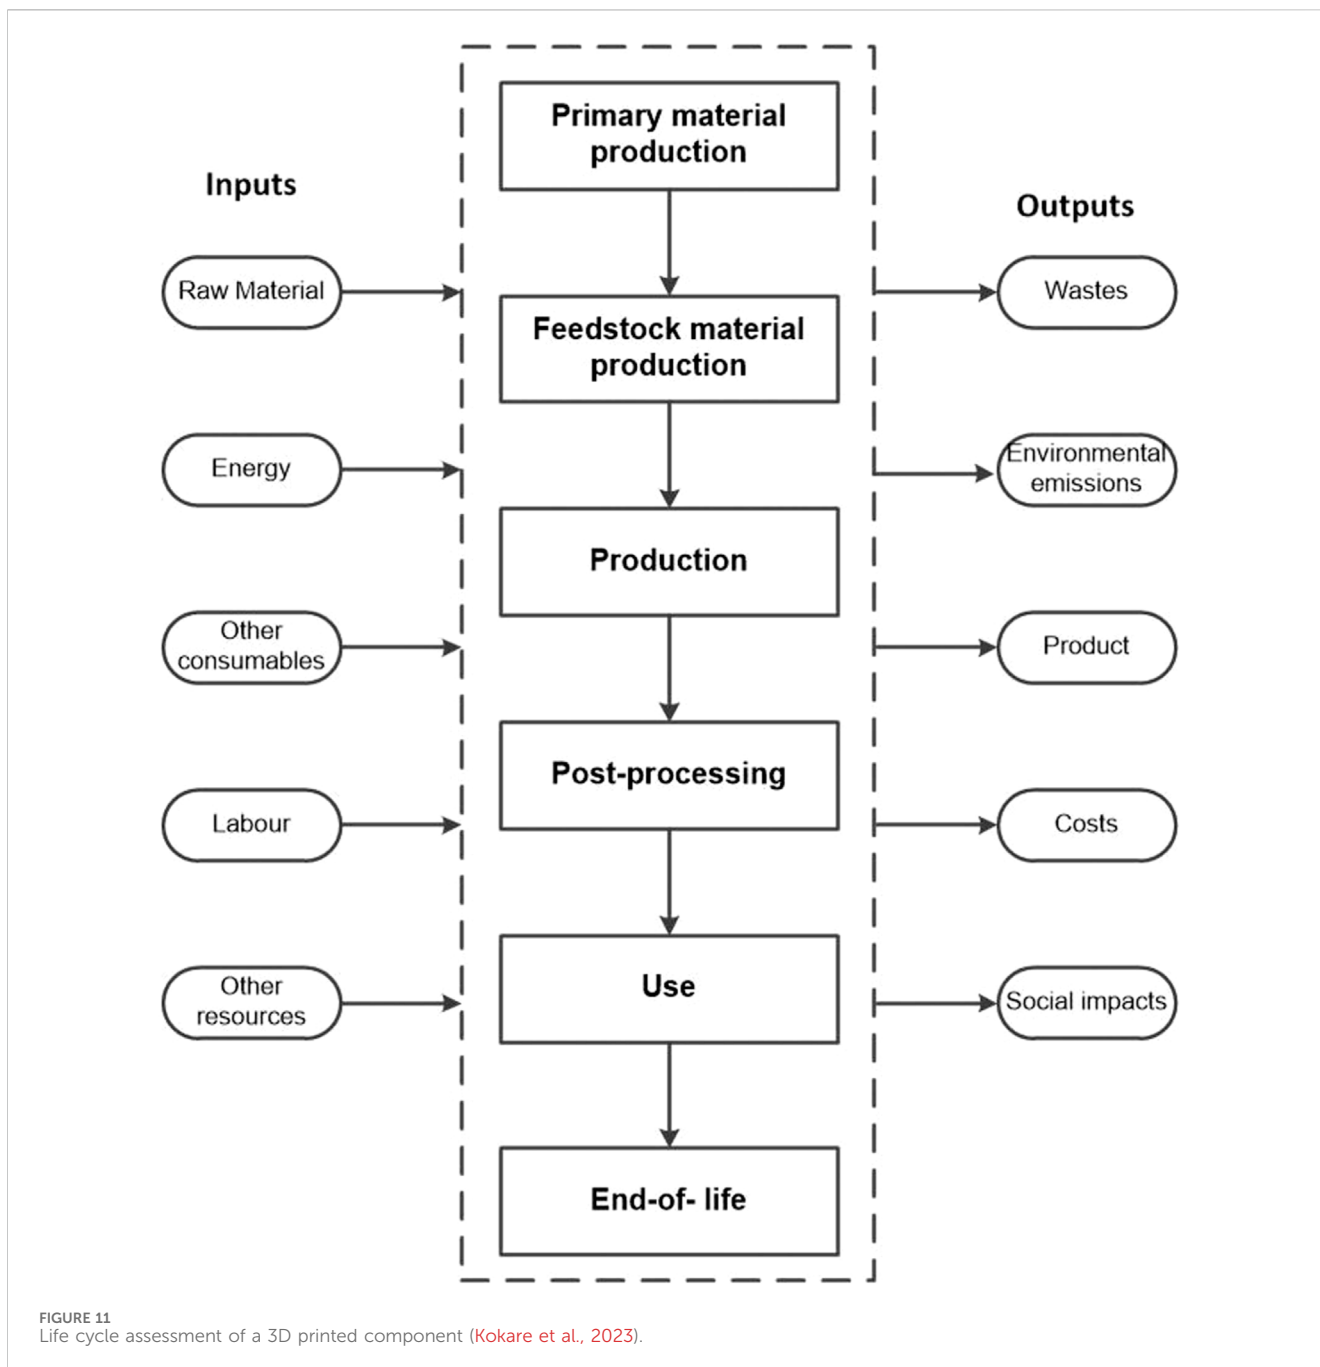 Primary material
production
Inputs
Outputs
Raw Material
Wastes
Feedstock material
production
Energy
Environmental
emissions
Production
Other
consumables
Product
Post-processing
Labour
Costs
Use
Other
resources
Social impacts
End-of- life
FIGURE 11
Life cycle assessment of a 3D printed component (Kokare et al., 2023).